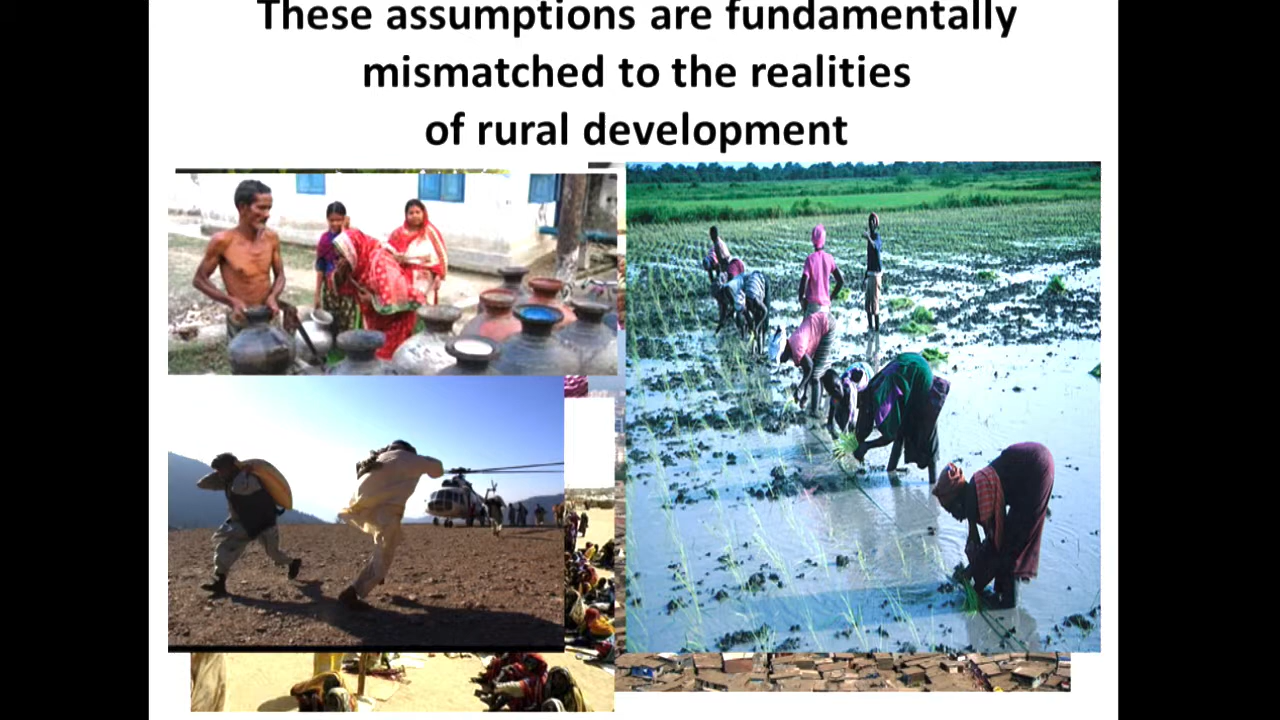 These assumptions are fundamentally
mismatched to the realities
of rural development